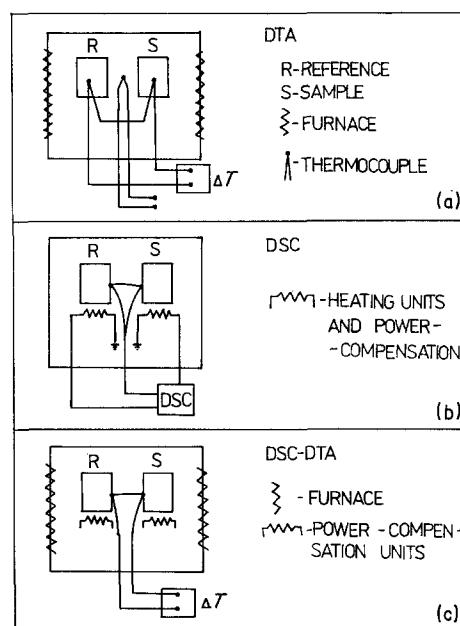 DTA
R S
R-REFERENCE
S-SAMPLE
-FURNACE
-THERMOCOUPLE
ΔT
(a)
DSC
R S
-HEATING UNITS
AND POWER-
-COMPENSATION
DSC
(b)
DSC-DTA
R S
-FURNACE
-POWER-COMPEN-
SATION UNITS
ΔT
(c)